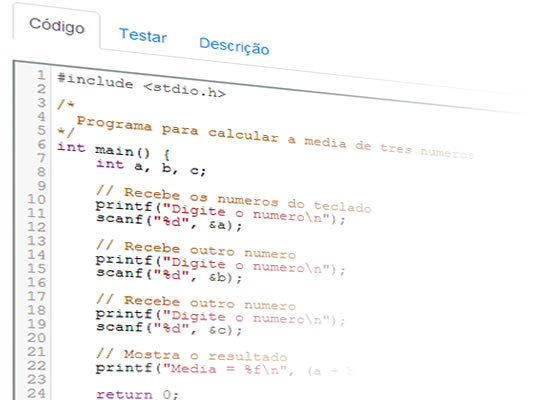 Código Testar Descrição
1 #include <stdio.h>
2
3 /*
4 Programa para calcular a media de tres numeros
5 */
6 int main() {
7 int a, b, c;
8
9 // Recebe os numeros do teclado
10 printf("Digite o numero\n");
11 scanf("%d", &a);
12
13 // Recebe outro numero
14 printf("Digite o numero\n");
15 scanf("%d", &b);
16
17 // Recebe outro numero
18 printf("Digite o numero\n");
19 scanf("%d", &c);
20
21 // Mostra o resultado
22 printf("Media = %f\n", (a + b
23
24 return 0;